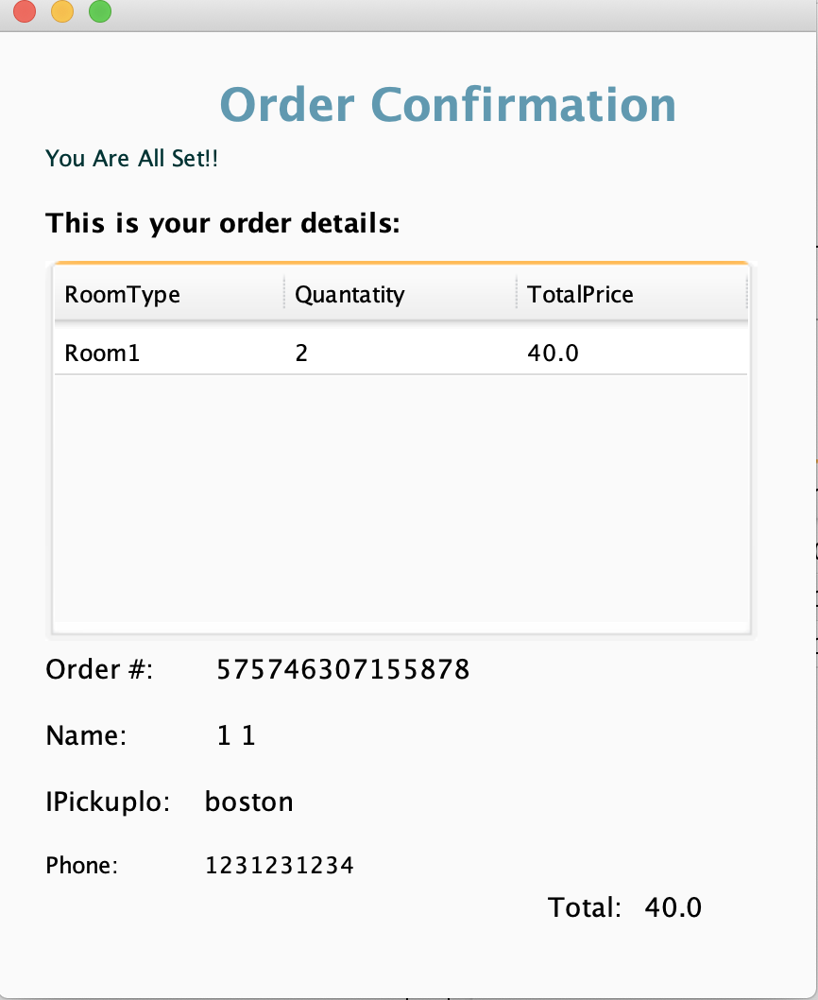 Order Confirmation
You Are All Set!!
This is your order details:
RoomType Quantatity TotalPrice
Room1 2 40.0
Order #: 575746307155878
Name: 1 1
IPickuplo: boston
Phone: 1231231234
Total: 40.0